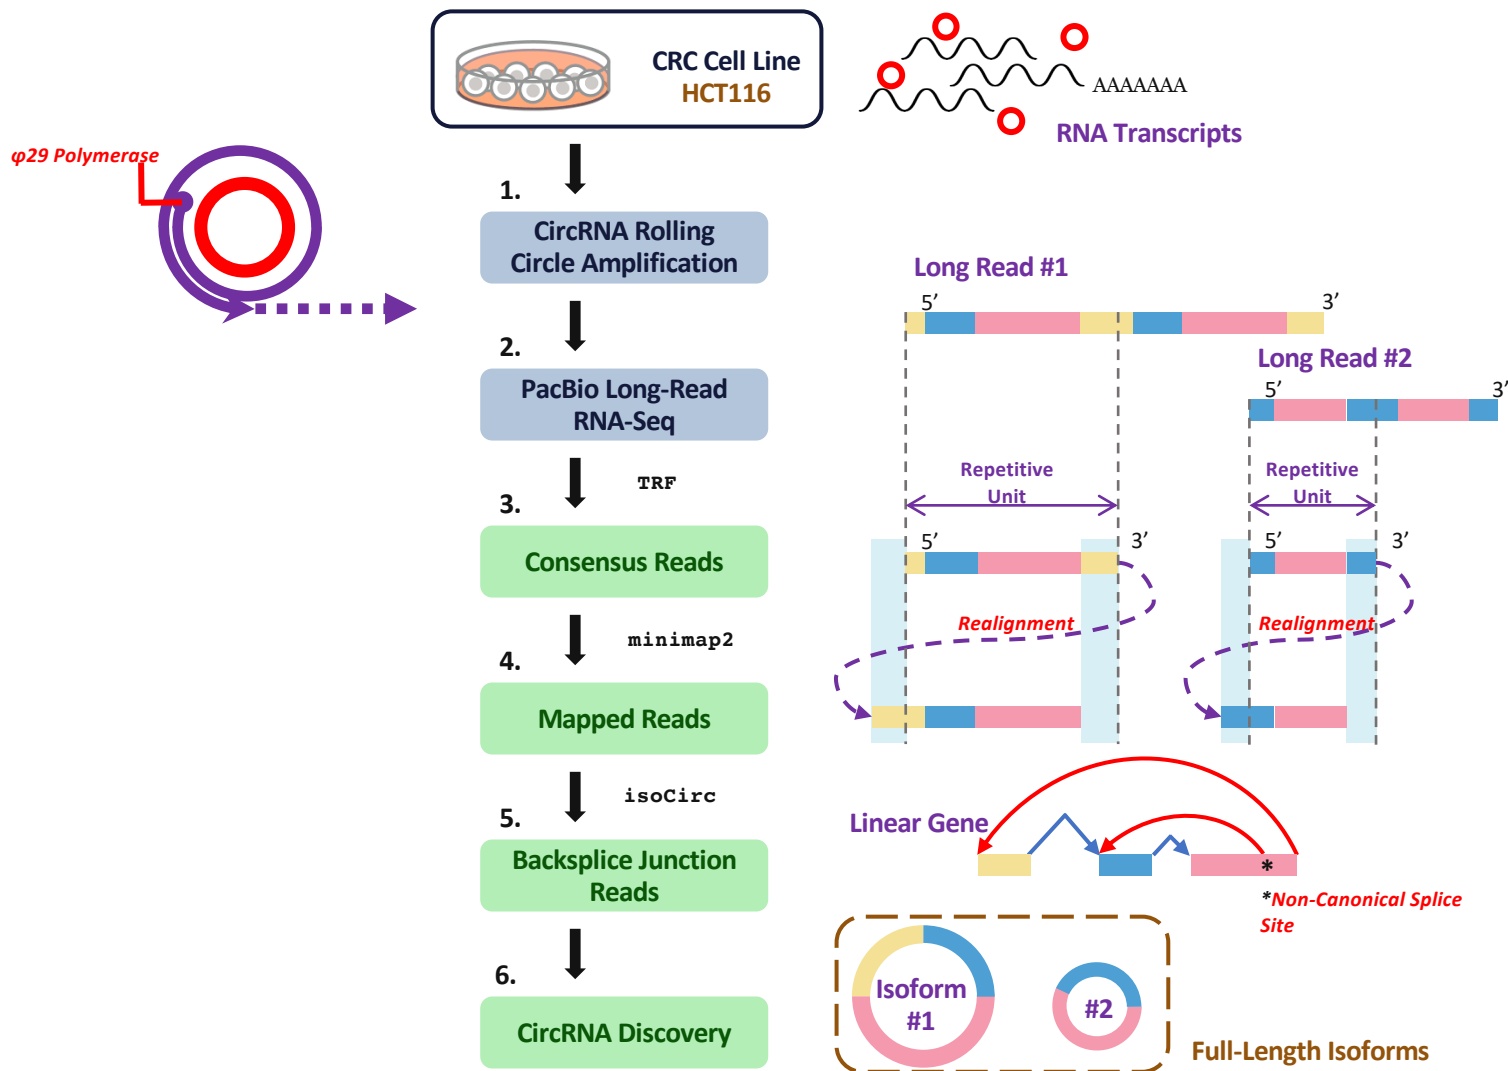 CRC Cell Line
HCT116
AAAAAAA
RNA Transcripts
φ29 Polymerase
1.
CircRNA Rolling
Circle Amplification
2.
PacBio Long-Read
RNA-Seq
TRF
3.
Consensus Reads
minimap2
4.
Mapped Reads
isoCirc
5.
Backsplice Junction
Reads
6.
CircRNA Discovery
Long Read #1
5’
3’
Long Read #2
5’
3’
Repetitive
Unit
Repetitive
Unit
5’
3’
5’
3’
Realignment
Realignment
Linear Gene
*
*Non-Canonical Splice
Site
Isoform
#1
#2
Full-Length Isoforms